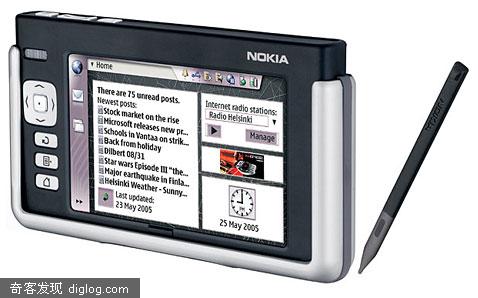 NOKIA
Home
There are 75 unread posts.
Newest posts:
Stock market on the rise
Microsoft releases new pr...
Schools in Vantaa on strik...
Back from holiday
Dilbert 08/31
Star wars Episode III "the...
Major earthquake in Finla...
Helsinki Weather - Sunny...
Last updated:
23 May 2005
Internet radio stations:
Radio Helsinki
Manage
25 May 2005
NOKIA
奇客发现 diglog.com